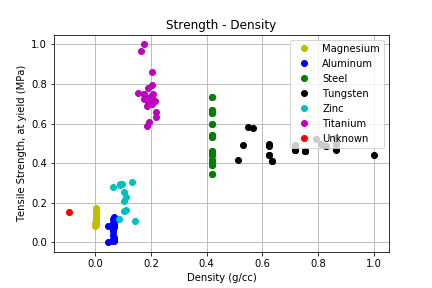 Strength - Density
Tensile Strength, at yield (MPa)
1.0
0.8
0.6
0.4
0.2
0.0
0.0 0.2 0.4 0.6 0.8 1.0
Density (g/cc)
Magnesium
Aluminum
Steel
Tungsten
Zinc
Titanium
Unknown